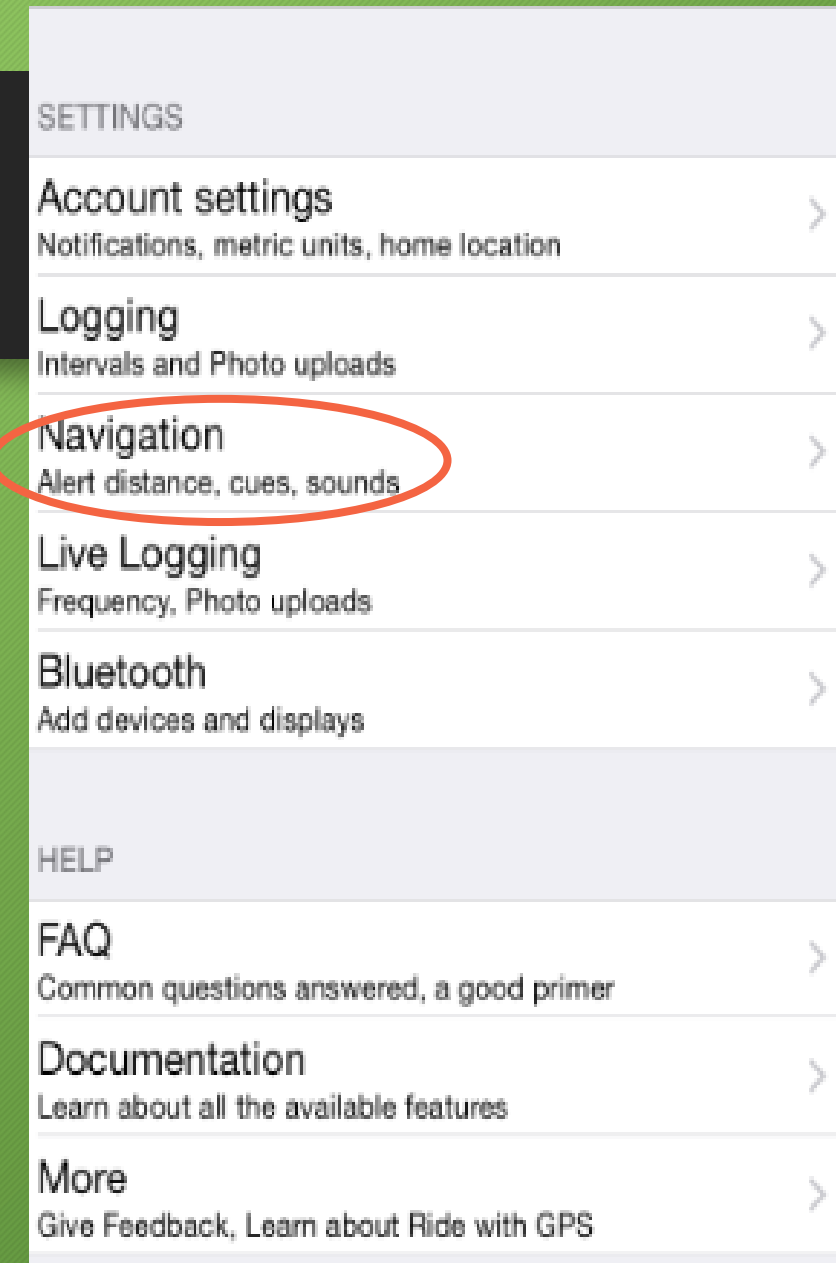 SETTINGS
Account settings
Notifications, metric units, home location
Logging
Intervals and Photo uploads
Navigation
Alert distance, cues, sounds
Live Logging
Frequency, Photo uploads
Bluetooth
Add devices and displays
HELP
FAQ
Common questions answered, a good primer
Documentation
Learn about all the available features
More
Give Feedback, Learn about Ride with GPS